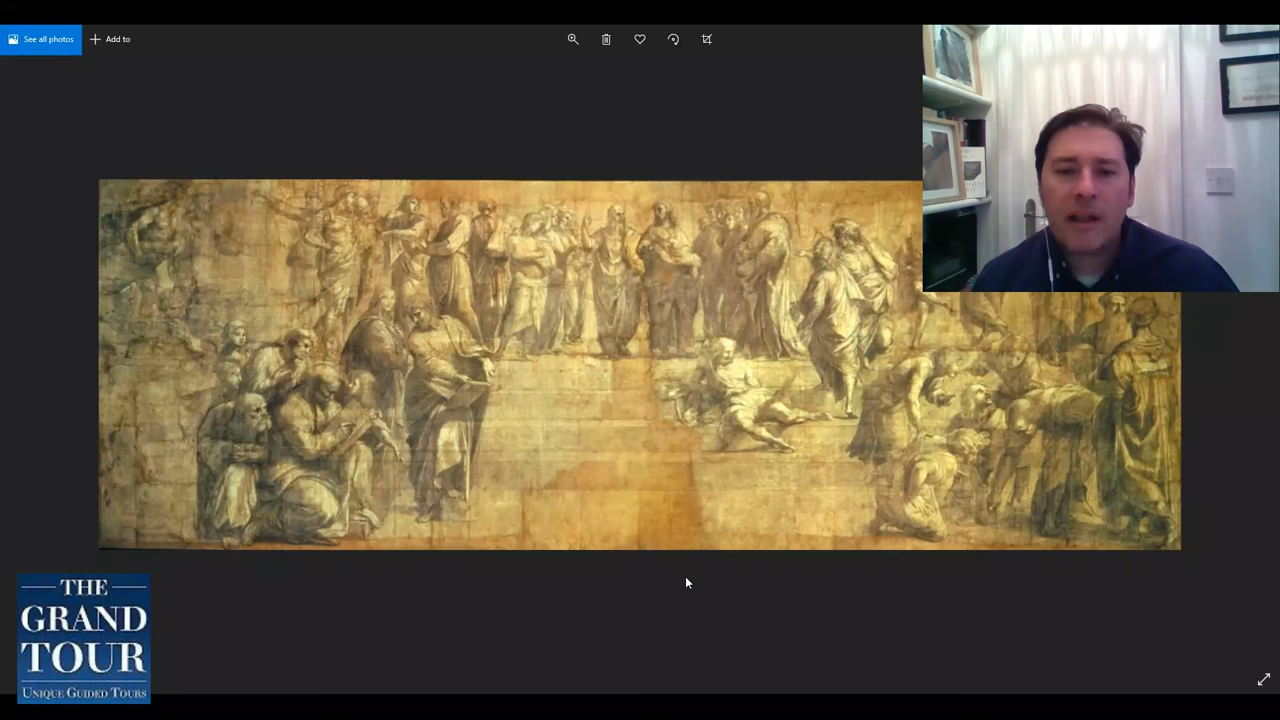 See all photos
Add to
THE
GRAND
TOUR
UNIQUE GUIDED TOURS